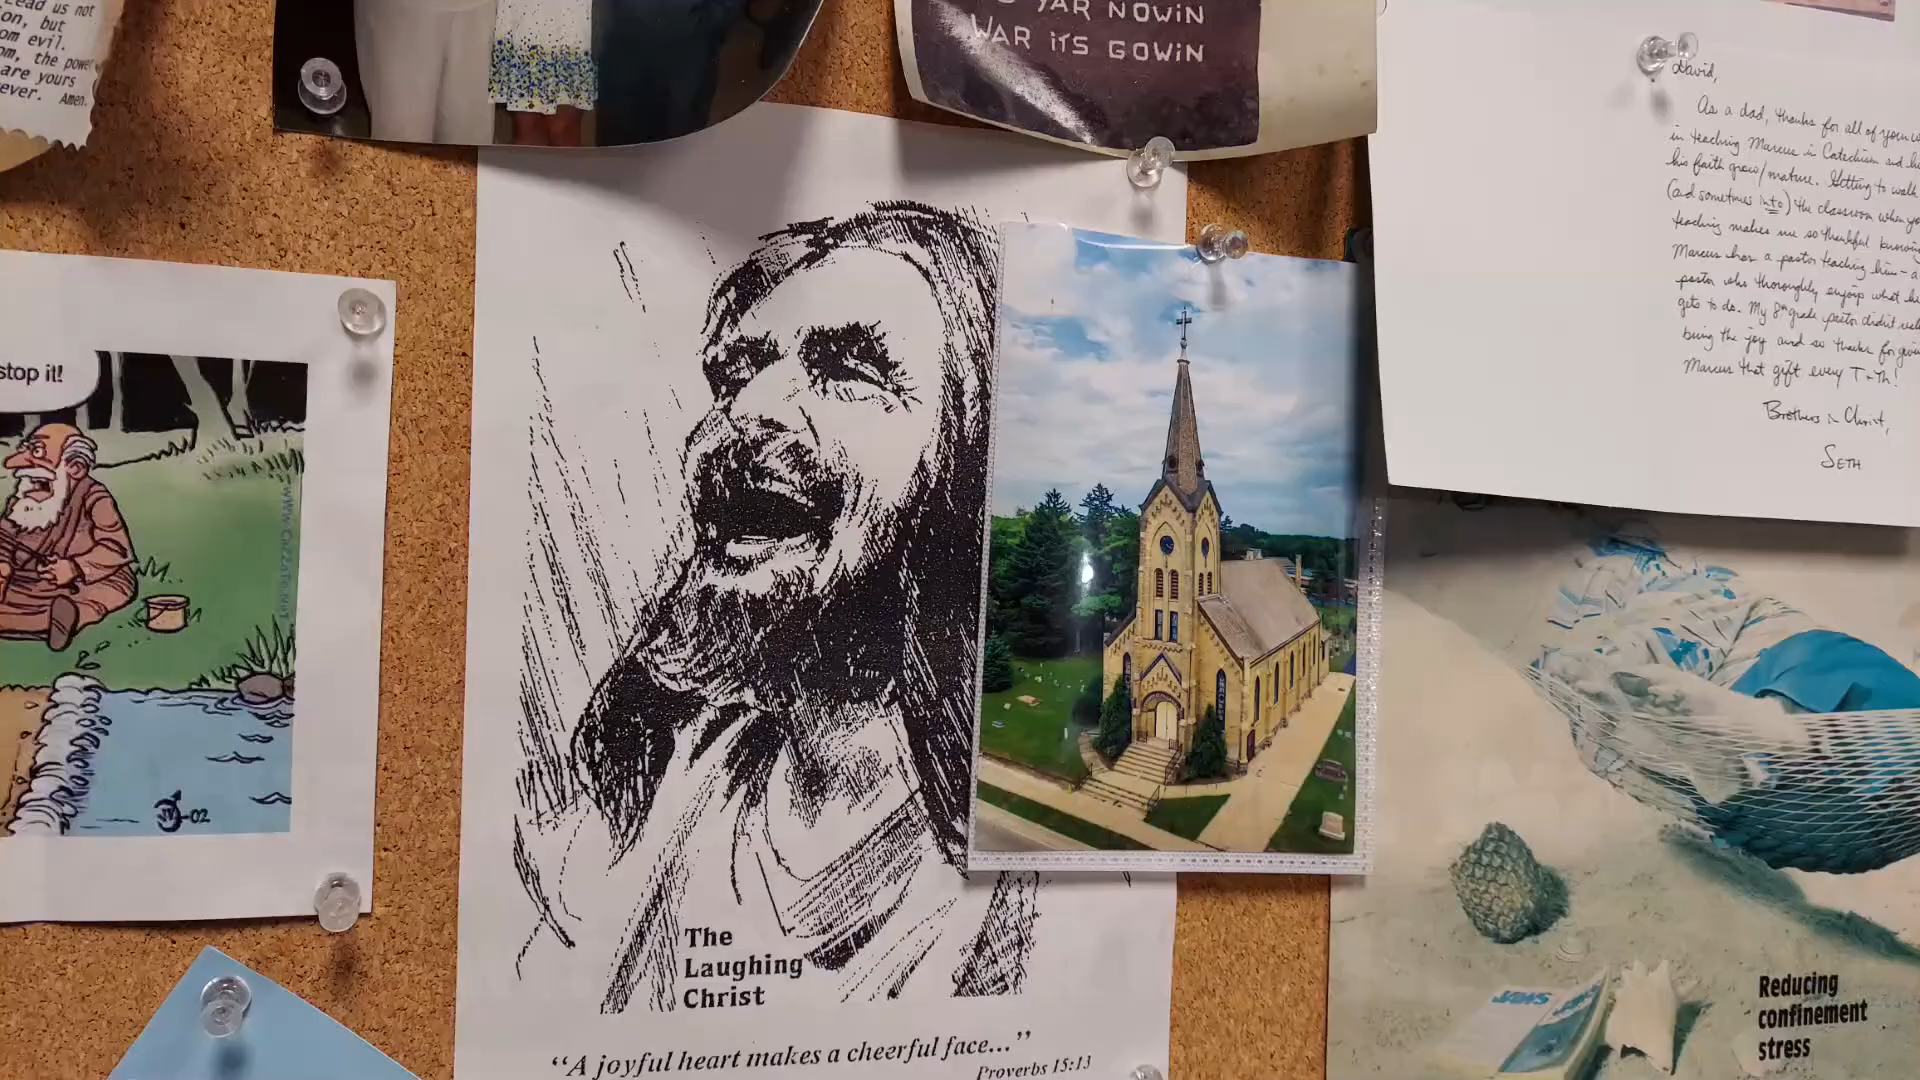 Lead us not
on, but
om evil.
om, the power
are yours
ever. Amen.
YAR NOWiN
WAR iTS GOWiN
David,
As a dad, thanks for all of your
in teaching Marcus in Catechism and
his faith grow/mature. Getting to walk
(and sometimes into) the classroom when
teaching makes me so thankful knowing
Marcus has a pastor teaching him - a
pastor who thoroughly enjoys what he
gets to do. My 8th grade pastor didn't
bring the joy and so thanks for
Marcus that gift every T+Th!
Brothers in Christ,
SETH
stop it!
-02
The
Laughing
Christ
“A joyful heart makes a cheerful face...”
Proverbs 15:13
JAWS
Reducing
confinement
stress